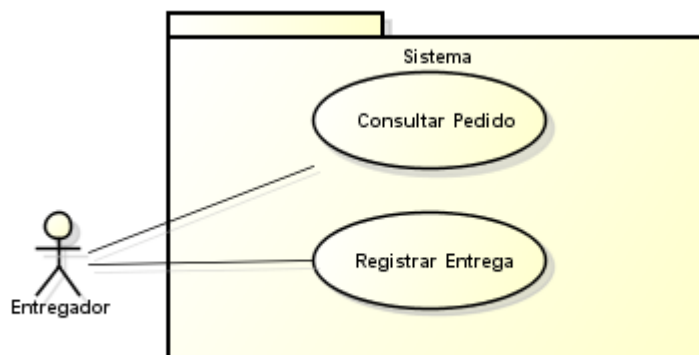 Sistema
Consultar Pedido
Registrar Entrega
Entregador